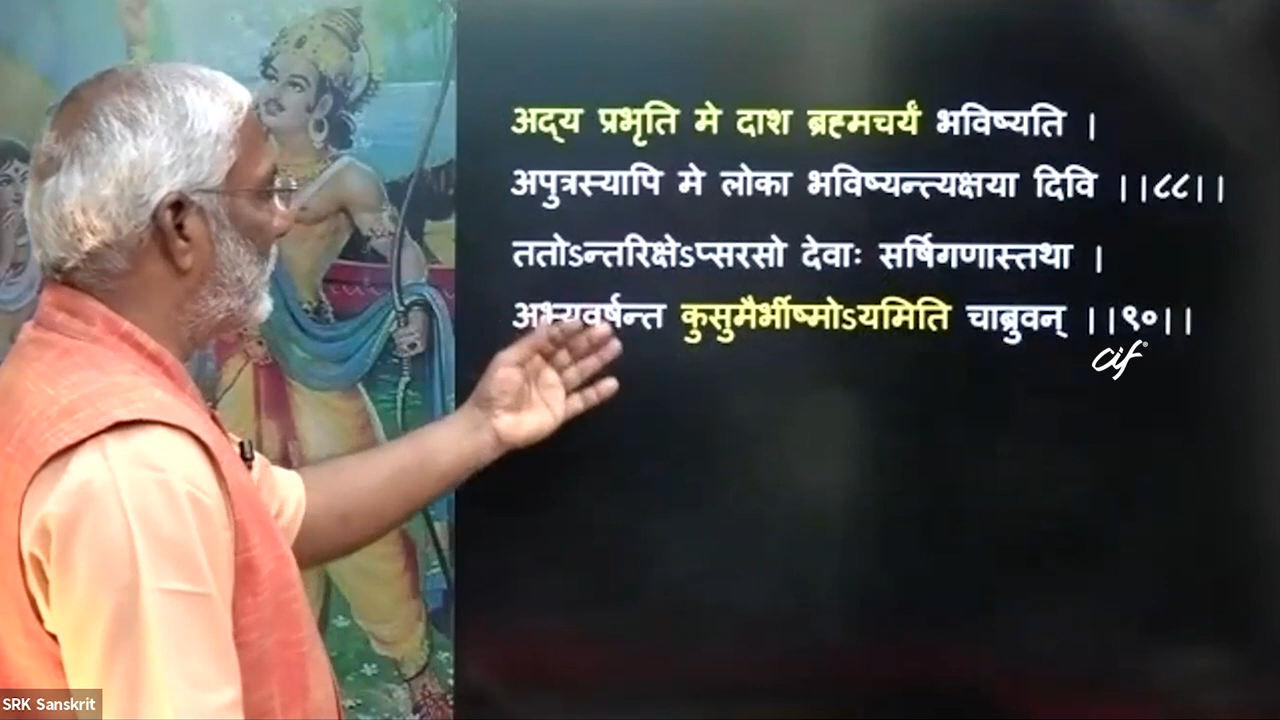 अद्य प्रभृति मे दाश ब्रह्मचर्यं भविष्यति ।
अपुत्रस्यापि मे लोका भविष्यन्त्यक्षया दिवि ।।८८।।
ततोऽन्तरिक्षेऽप्सरसो देवाः सर्षिगणास्तथा ।
अभ्यवर्षन्त कुसुमैर्भीष्मोऽयमिति चाब्रुवन् ।।९०।।
cif
SRK Sanskrit